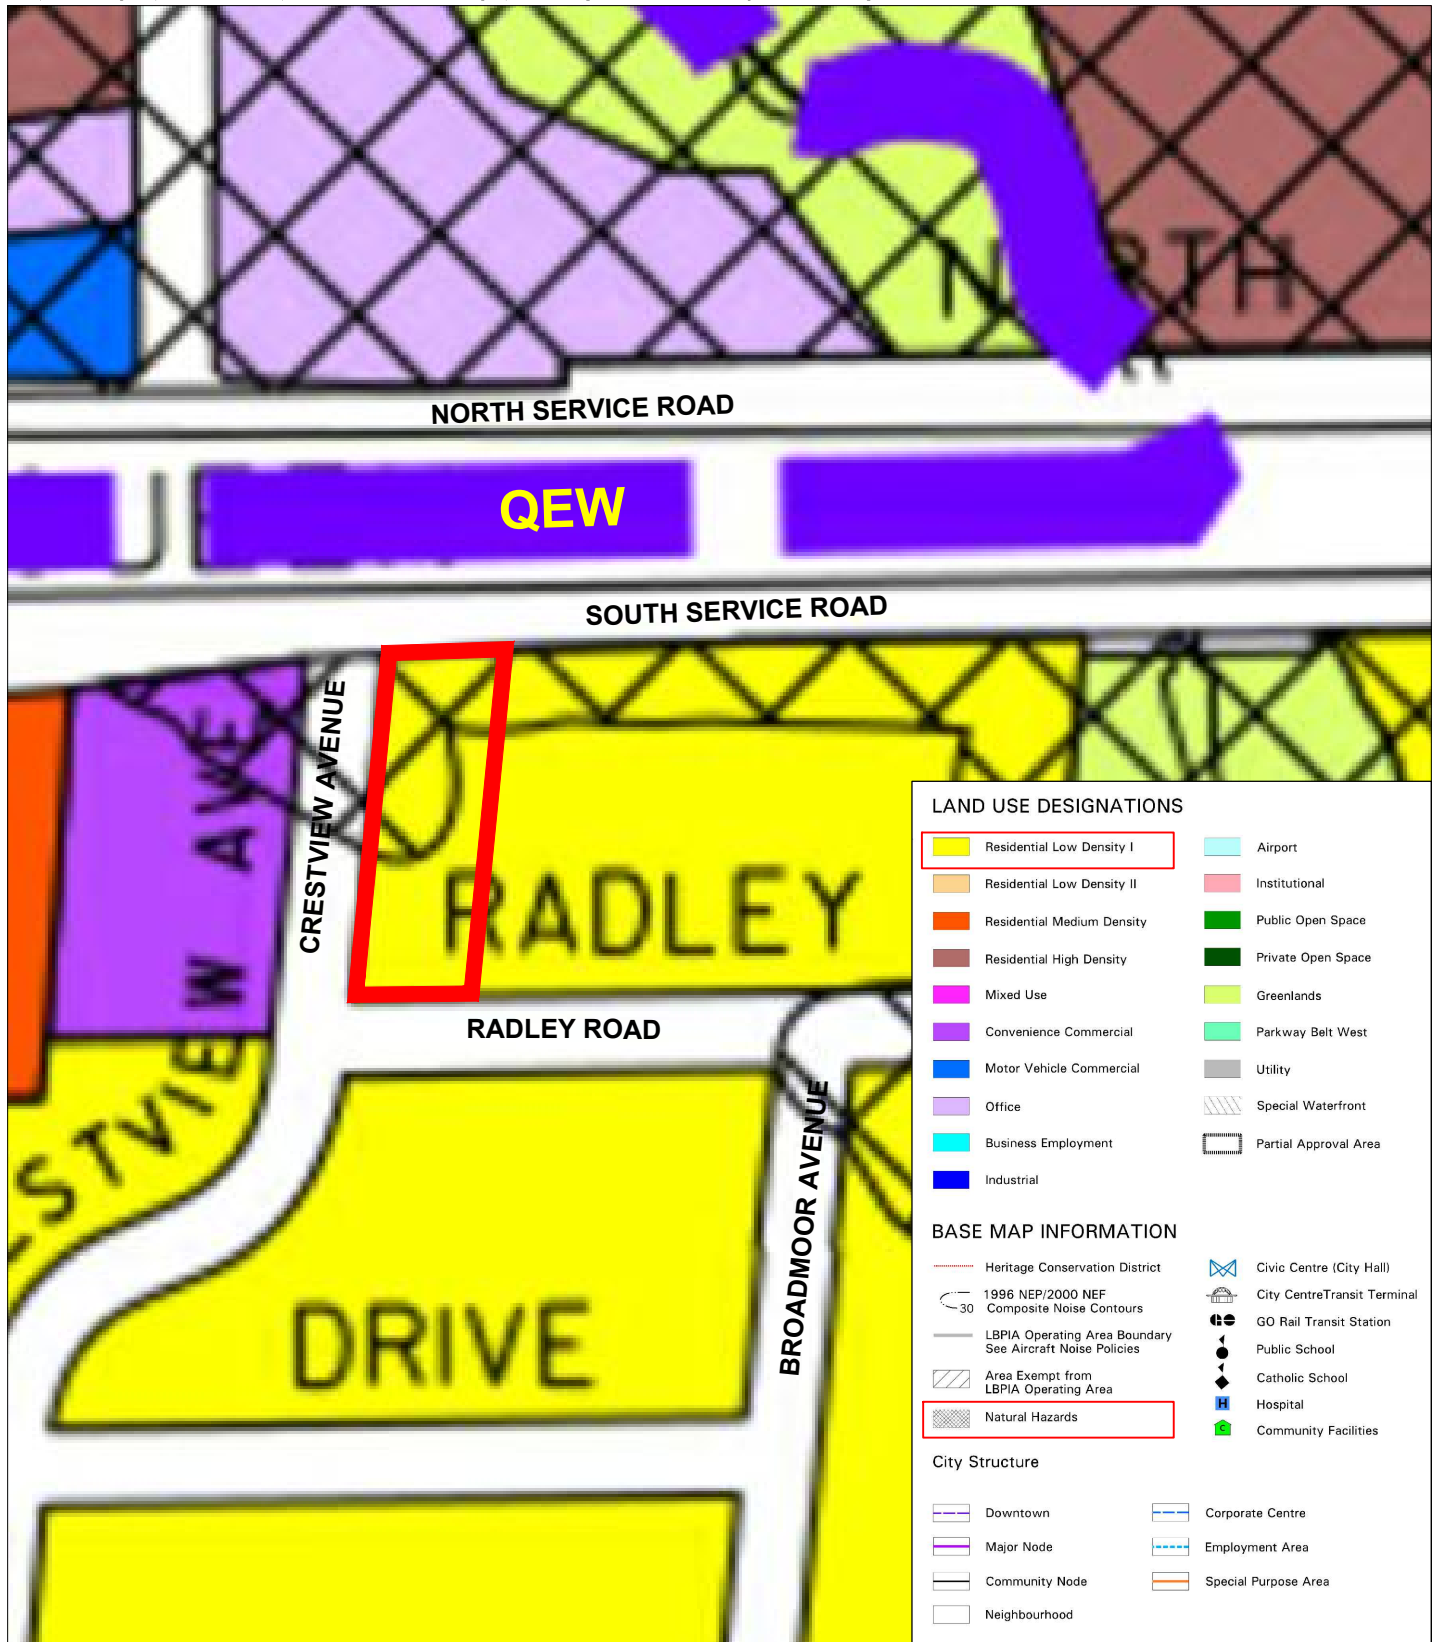 NORTH
NORTH SERVICE ROAD
QEW
SOUTH SERVICE ROAD
CRESTVIEW AVENUE
AVE
RADLEY
RADLEY ROAD
BROADMOOR AVENUE
DRIVE
LAND USE DESIGNATIONS
Residential Low Density I
Residential Low Density II
Residential Medium Density
Residential High Density
Mixed Use
Convenience Commercial
Motor Vehicle Commercial
Office
Business Employment
Industrial
Airport
Institutional
Public Open Space
Private Open Space
Greenlands
Parkway Belt West
Utility
Special Waterfront
Partial Approval Area
BASE MAP INFORMATION
Heritage Conservation District
1996 NEP/2000 NEF
30 Composite Noise Contours
LBPIA Operating Area Boundary
See Aircraft Noise Policies
Area Exempt from
LBPIA Operating Area
Natural Hazards
Civic Centre (City Hall)
City CentreTransit Terminal
GO Rail Transit Station
Public School
Catholic School
H Hospital
C Community Facilities
City Structure
Downtown
Major Node
Community Node
Neighbourhood
Corporate Centre
Employment Area
Special Purpose Area